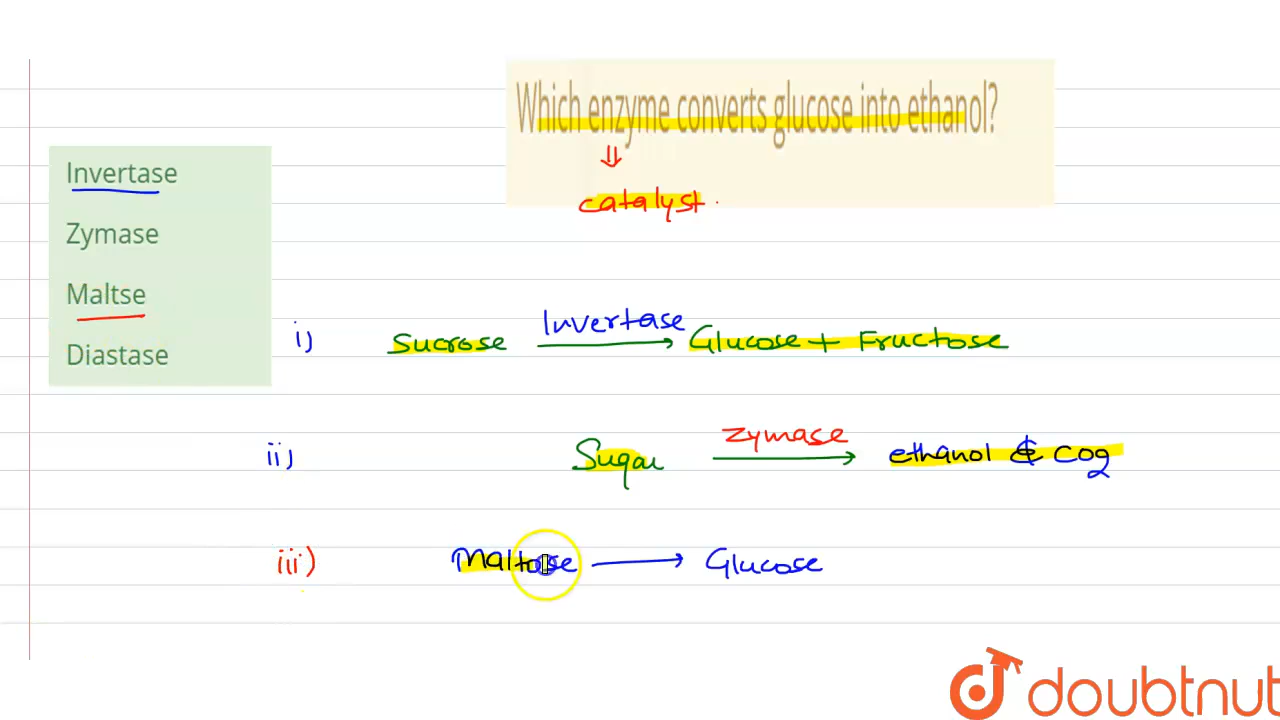 Which enzyme converts glucose into ethanol?
⇓
catalyst.
Invertase
Zymase
Maltse
Diastase
i) Sucrose Invertase → Glucose + Fructose
ii) Sugar Zymase → ethanol & CO2
iii) Maltose → Glucose
doubtnut